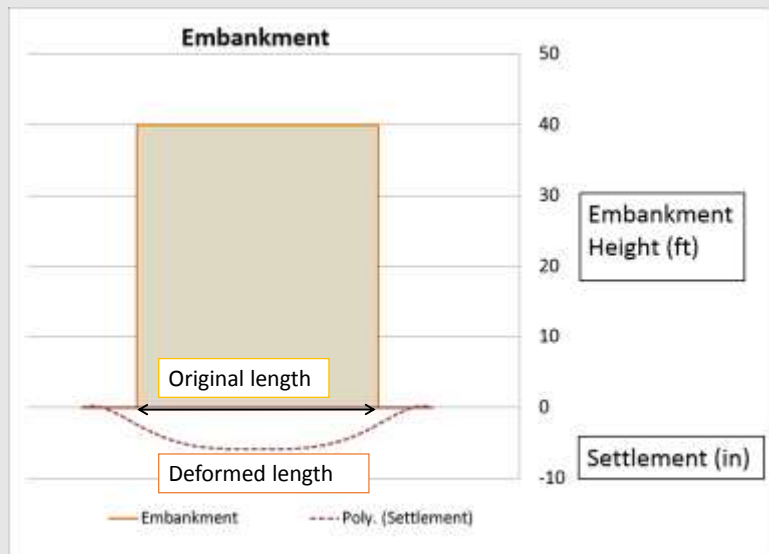 Embankment
50
40
30
20
10
0
-10
Embankment
Height (ft)
Original length
Deformed length
Settlement (in)
Embankment
Poly. (Settlement)